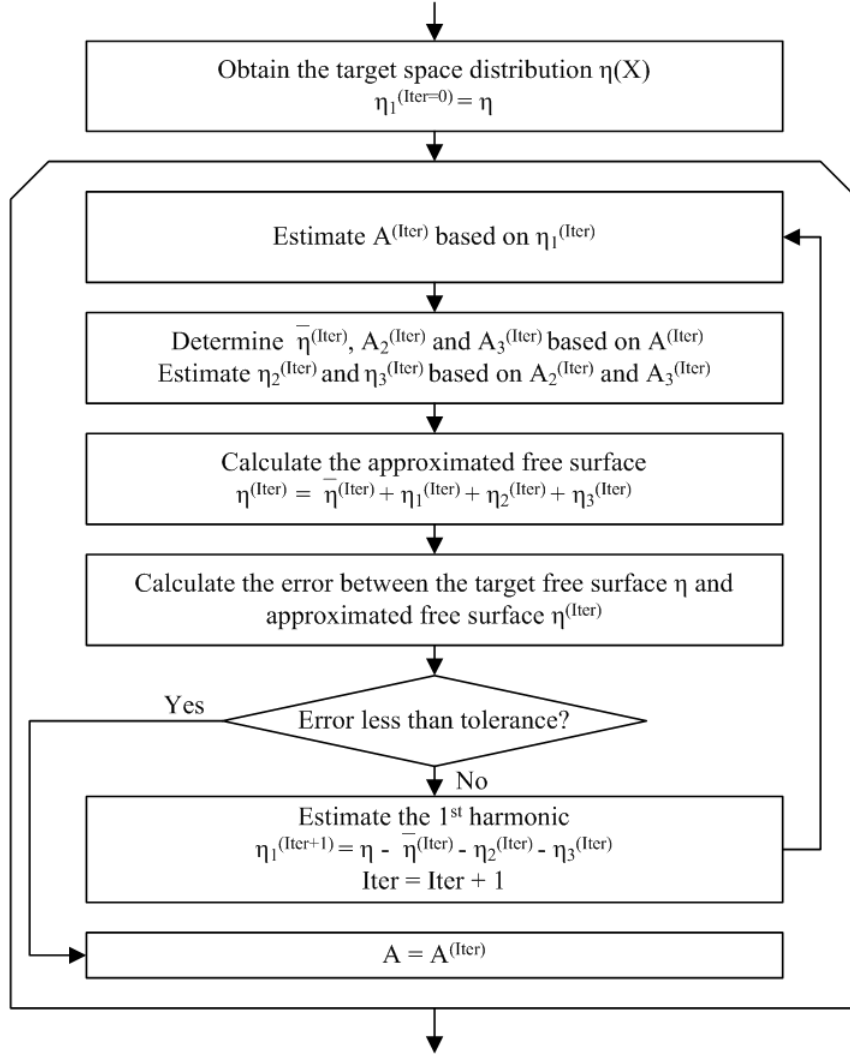 Obtain the target space distribution η(X)
η₁⁽ᴵᵗᵉʳ⁼⁰⁾ = η
Estimate A⁽ᴵᵗᵉʳ⁾ based on η₁⁽ᴵᵗᵉʳ⁾
Determine η̅⁽ᴵᵗᵉʳ⁾, A₂⁽ᴵᵗᵉʳ⁾ and A₃⁽ᴵᵗᵉʳ⁾ based on A⁽ᴵᵗᵉʳ⁾
Estimate η₂⁽ᴵᵗᵉʳ⁾ and η₃⁽ᴵᵗᵉʳ⁾ based on A₂⁽ᴵᵗᵉʳ⁾ and A₃⁽ᴵᵗᵉʳ⁾
Calculate the approximated free surface
η⁽ᴵᵗᵉʳ⁾ = η̅⁽ᴵᵗᵉʳ⁾ + η₁⁽ᴵᵗᵉʳ⁾ + η₂⁽ᴵᵗᵉʳ⁾ + η₃⁽ᴵᵗᵉʳ⁾
Calculate the error between the target free surface η and
approximated free surface η⁽ᴵᵗᵉʳ⁾
Yes
Error less than tolerance?
No
Estimate the 1ˢᵗ harmonic
η₁⁽ᴵᵗᵉʳ⁺¹⁾ = η - η̅⁽ᴵᵗᵉʳ⁾ - η₂⁽ᴵᵗᵉʳ⁾ - η₃⁽ᴵᵗᵉʳ⁾
Iter = Iter + 1
A = A⁽ᴵᵗᵉʳ⁾